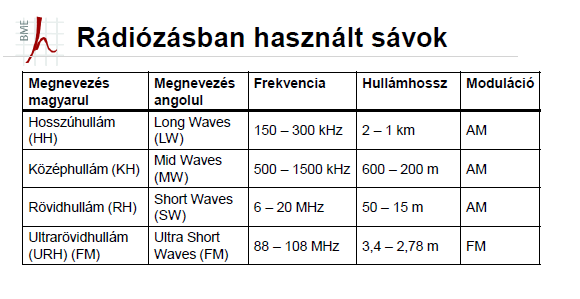 BME
Rádiózásban használt sávok
Megnevezés magyarul Megnevezés angolul Frekvencia Hullámhossz Moduláció
Hosszúhullám (HH) Long Waves (LW) 150 – 300 kHz 2 – 1 km AM
Középhullám (KH) Mid Waves (MW) 500 – 1500 kHz 600 – 200 m AM
Rövidhullám (RH) Short Waves (SW) 6 – 20 MHz 50 – 15 m AM
Ultrarövidhullám (URH) (FM) Ultra Short Waves (FM) 88 – 108 MHz 3,4 – 2,78 m FM